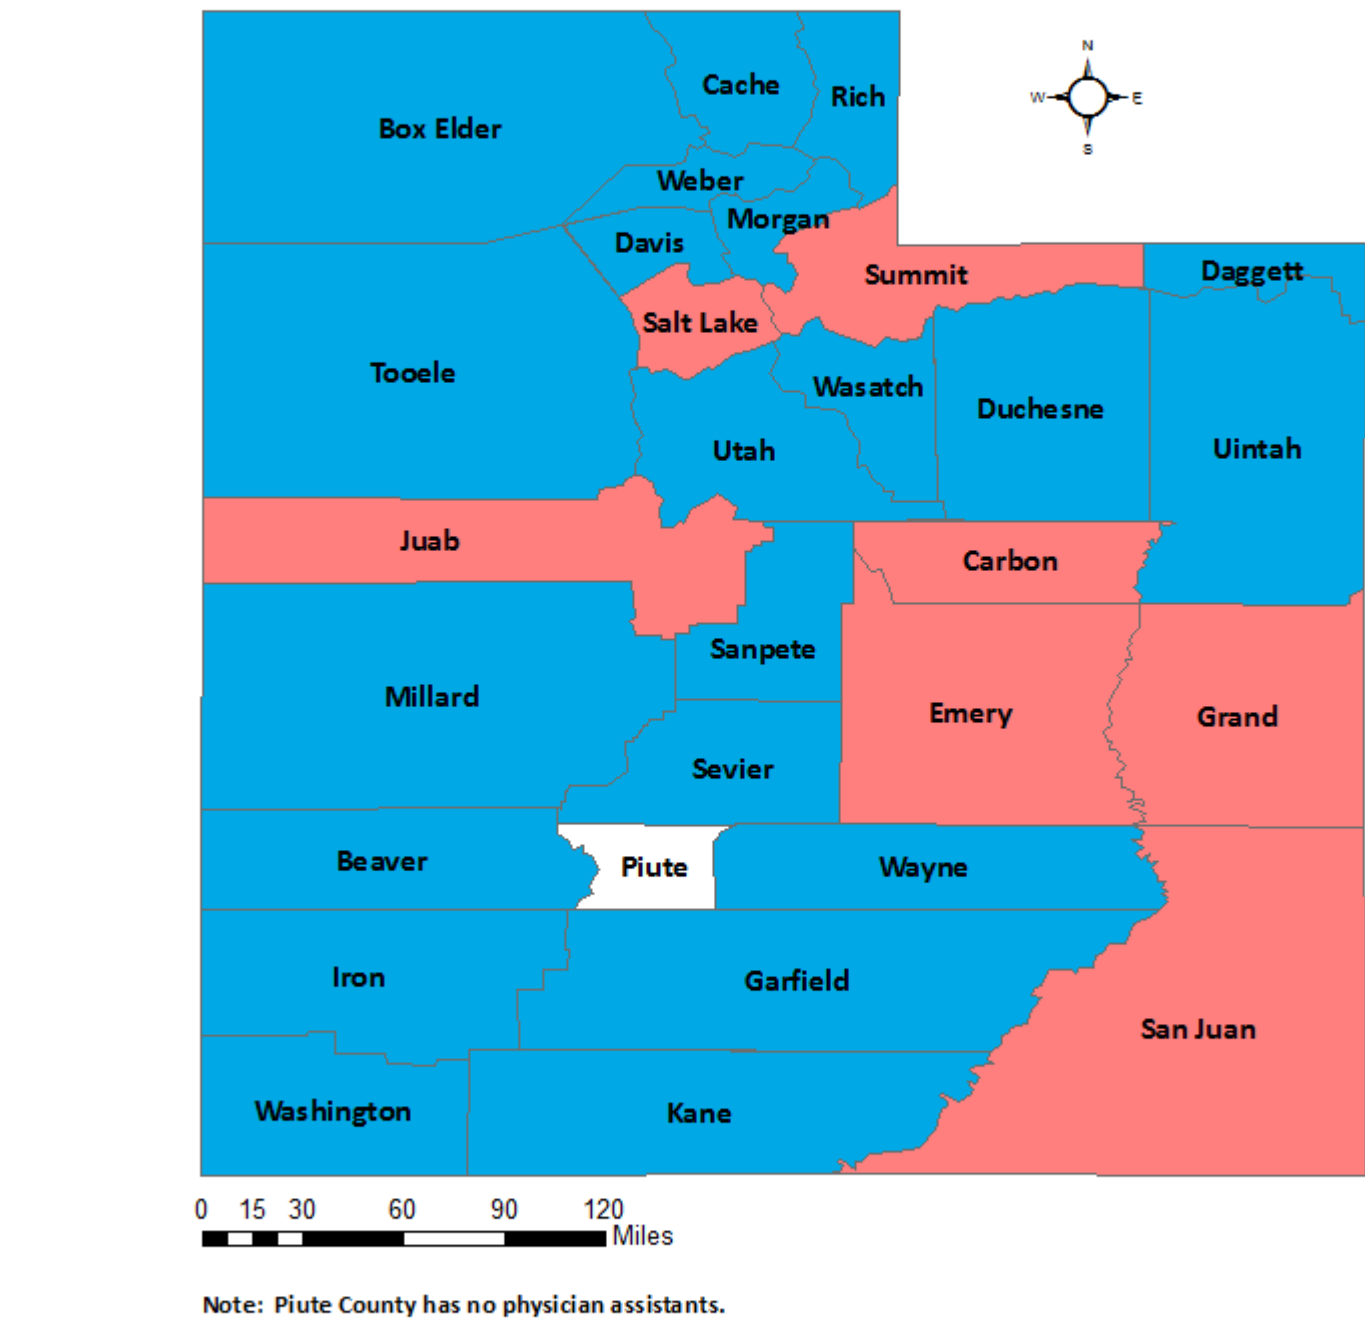 N
W E
S
Cache
Rich
Box Elder
Weber
Morgan
Davis
Summit
Daggett
Salt Lake
Tooele
Wasatch
Duchesne
Utah
Uintah
Juab
Carbon
Sanpete
Millard
Emery
Grand
Sevier
Beaver
Piute
Wayne
Iron
Garfield
San Juan
Washington
Kane
0 15 30 60 90 120
Miles
Note: Piute County has no physician assistants.